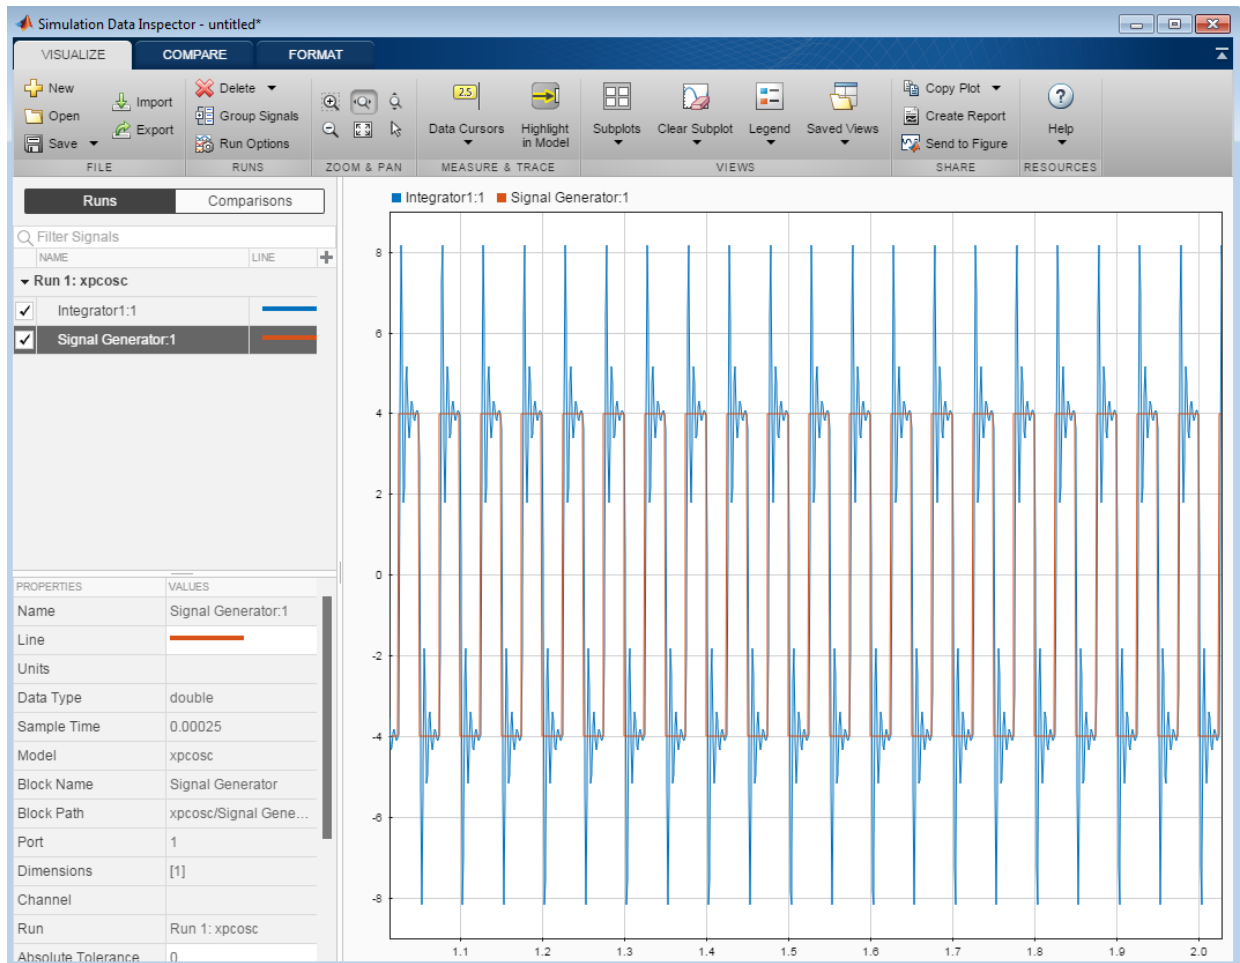 Simulation Data Inspector - untitled*
VISUALIZE COMPARE FORMAT
New
Open
Save
Import
Export
FILE
Delete
Group Signals
Run Options
RUNS
ZOOM & PAN
2.5
Data Cursors
Highlight
in Model
MEASURE & TRACE
Subplots
Clear Subplot
Legend
Saved Views
VIEWS
Copy Plot
Create Report
Send to Figure
SHARE
?
Help
RESOURCES
Runs Comparisons
Filter Signals
NAME LINE
Run 1: xpcosc
Integrator1:1
Signal Generator:1
PROPERTIES VALUES
Name Signal Generator:1
Line
Units
Data Type double
Sample Time 0.00025
Model xpcosc
Block Name Signal Generator
Block Path xpcosc/Signal Gene...
Port 1
Dimensions [1]
Channel
Run Run 1: xpcosc
Absolute Tolerance 0
Integrator1:1 Signal Generator:1
8
6
4
2
0
-2
-4
-6
-8
1.1 1.2 1.3 1.4 1.5 1.6 1.7 1.8 1.9 2.0